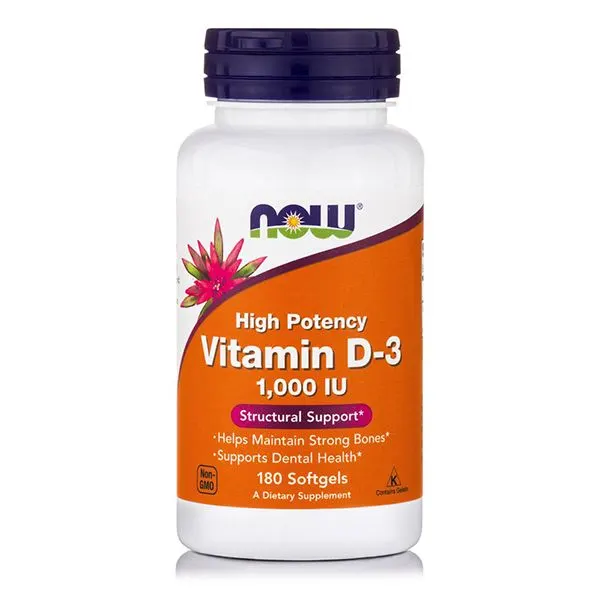 NOW®
High Potency
Vitamin D-3
1,000 IU
Structural Support*
•Helps Maintain Strong Bones*
•Supports Dental Health*
180 Softgels
A Dietary Supplement
Non-
GMO
K
Contains Gelatin